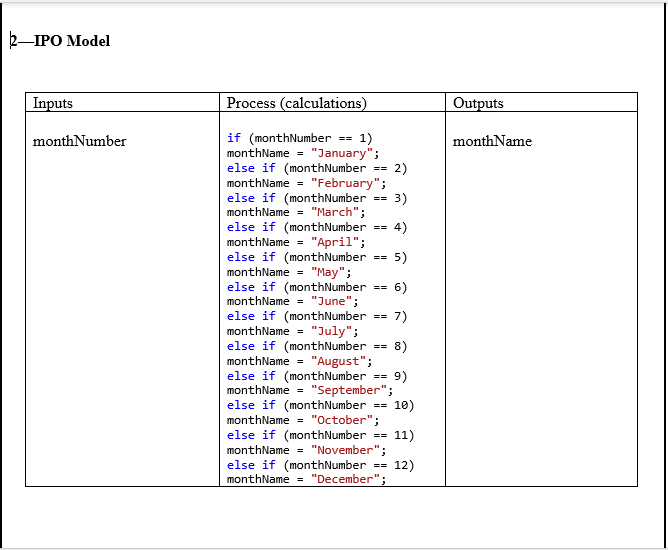 2—IPO Model
Inputs
Process (calculations)
Outputs
monthNumber
if (monthNumber == 1)
monthName = "January";
else if (monthNumber == 2)
monthName = "February";
else if (monthNumber == 3)
monthName = "March";
else if (monthNumber == 4)
monthName = "April";
else if (monthNumber == 5)
monthName = "May";
else if (monthNumber == 6)
monthName = "June";
else if (monthNumber == 7)
monthName = "July";
else if (monthNumber == 8)
monthName = "August";
else if (monthNumber == 9)
monthName = "September";
else if (monthNumber == 10)
monthName = "October";
else if (monthNumber == 11)
monthName = "November";
else if (monthNumber == 12)
monthName = "December";
monthName